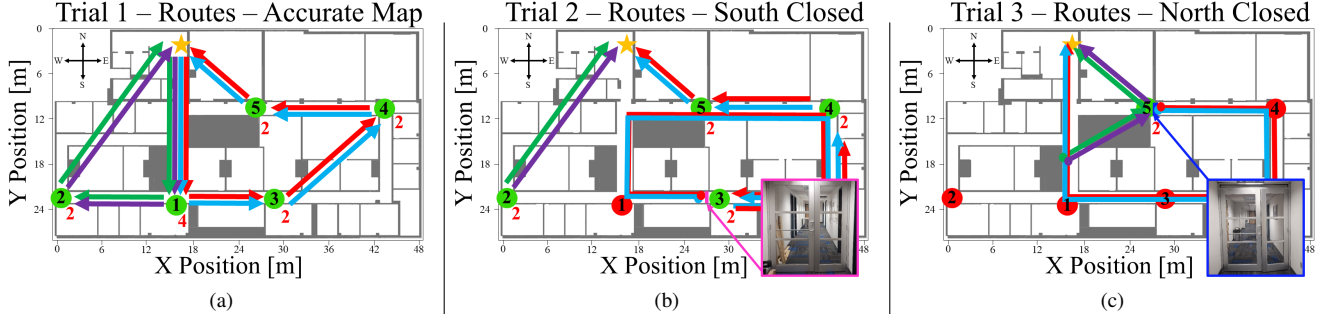 Trial 1 – Routes – Accurate Map
0
6
12
18
24
Y Position [m]
N
W E
S
5
2
4
2
2
2
1
4
3
2
0 6 12 18 24 30 36 42 48
X Position [m]
(a)
Trial 2 – Routes – South Closed
0
6
12
18
24
Y Position [m]
N
W E
S
5
2
4
2
2
1
3
2
0 6 12 18 24 30 36 48
X Position [m]
(b)
Trial 3 – Routes – North Closed
0
6
12
18
24
Y Position [m]
N
W E
S
5
2
4
2
1
3
0 6 12 18 24 30 36 48
X Position [m]
(c)